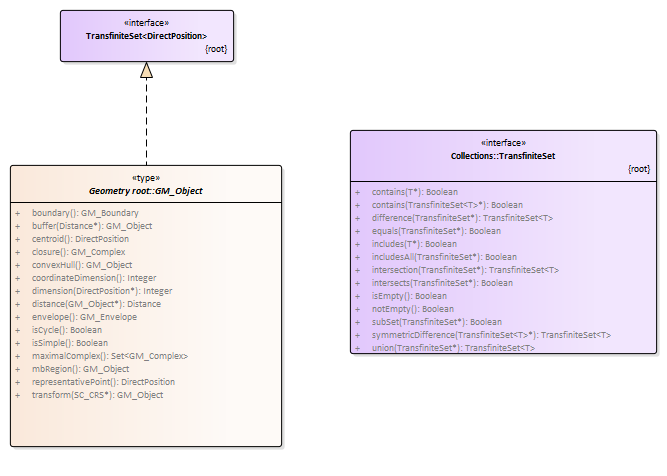 «interface»
TransfiniteSet<DirectPosition>
{root}
«type»
Geometry root::GM_Object
+ boundary(): GM_Boundary
+ buffer(Distance*): GM_Object
+ centroid(): DirectPosition
+ closure(): GM_Complex
+ convexHull(): GM_Object
+ coordinateDimension(): Integer
+ dimension(DirectPosition*): Integer
+ distance(GM_Object*): Distance
+ envelope(): GM_Envelope
+ isCycle(): Boolean
+ isSimple(): Boolean
+ maximalComplex(): Set<GM_Complex>
+ mbRegion(): GM_Object
+ representativePoint(): DirectPosition
+ transform(SC_CRS*): GM_Object
«interface»
Collections::TransfiniteSet
{root}
+ contains(T*): Boolean
+ contains(TransfiniteSet<T>*): Boolean
+ difference(TransfiniteSet*): TransfiniteSet<T>
+ equals(TransfiniteSet*): Boolean
+ includes(T*): Boolean
+ includesAll(TransfiniteSet*): Boolean
+ intersection(TransfiniteSet*): TransfiniteSet<T>
+ intersects(TransfiniteSet*): Boolean
+ isEmpty(): Boolean
+ notEmpty(): Boolean
+ subSet(TransfiniteSet*): Boolean
+ symmetricDifference(TransfiniteSet<T>*): TransfiniteSet<T>
+ union(TransfiniteSet*): TransfiniteSet<T>